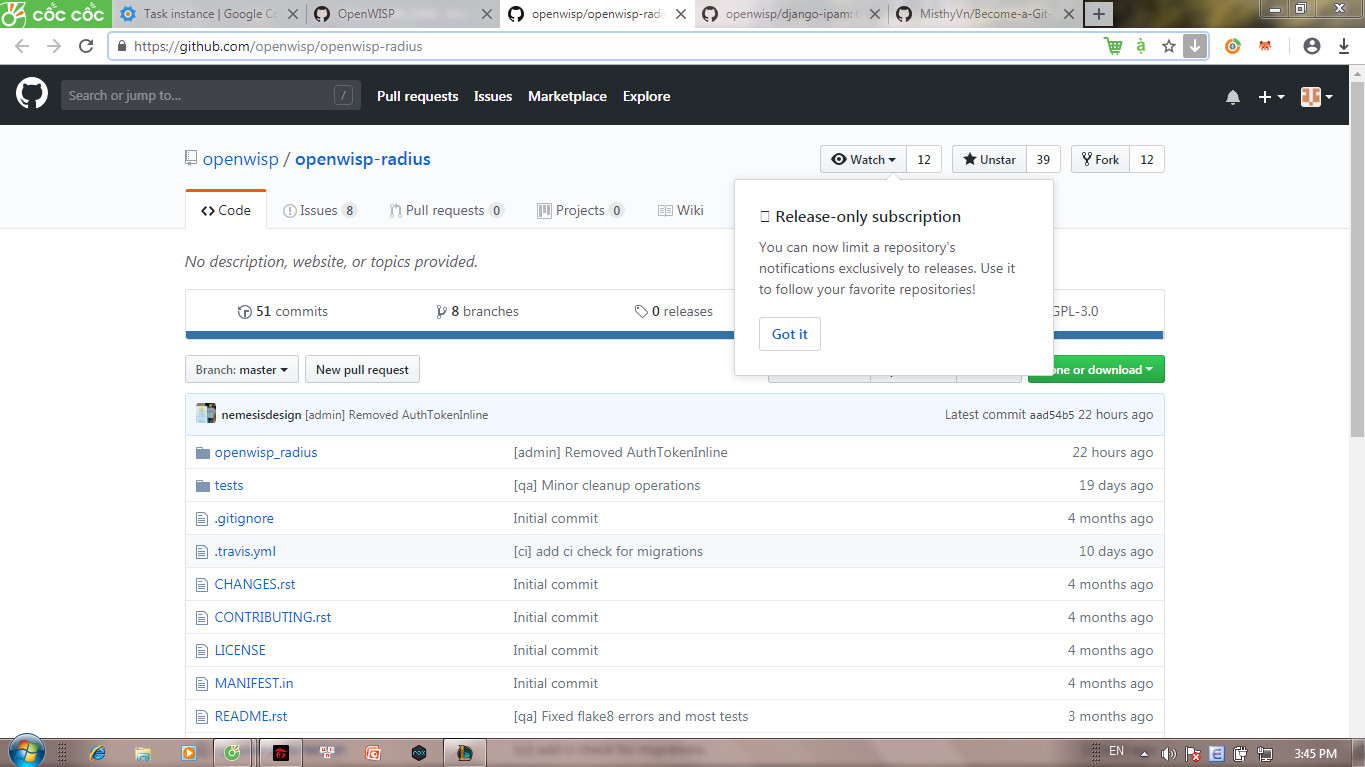 cốc cốc
Task instance | Google Co
OpenWISP
openwisp/openwisp-radiu
openwisp/django-ipam:
MisthyVn/Become-a-Git-
https://github.com/openwisp/openwisp-radius
Search or jump to...
/
Pull requests
Issues
Marketplace
Explore
openwisp / openwisp-radius
Watch 12
Unstar 39
Fork 12
Code
Issues 8
Pull requests 0
Projects 0
Wiki
Release-only subscription
You can now limit a repository's
notifications exclusively to releases. Use it
to follow your favorite repositories!
Got it
No description, website, or topics provided.
51 commits
8 branches
0 releases
GPL-3.0
Branch: master
New pull request
one or download
nemesisdesign [admin] Removed AuthTokenInline
Latest commit aad54b5 22 hours ago
openwisp_radius [admin] Removed AuthTokenInline 22 hours ago
tests [qa] Minor cleanup operations 19 days ago
.gitignore Initial commit 4 months ago
.travis.yml [ci] add ci check for migrations 10 days ago
CHANGES.rst Initial commit 4 months ago
CONTRIBUTING.rst Initial commit 4 months ago
LICENSE Initial commit 4 months ago
MANIFEST.in Initial commit 4 months ago
README.rst [qa] Fixed flake8 errors and most tests 3 months ago
EN
3:45 PM